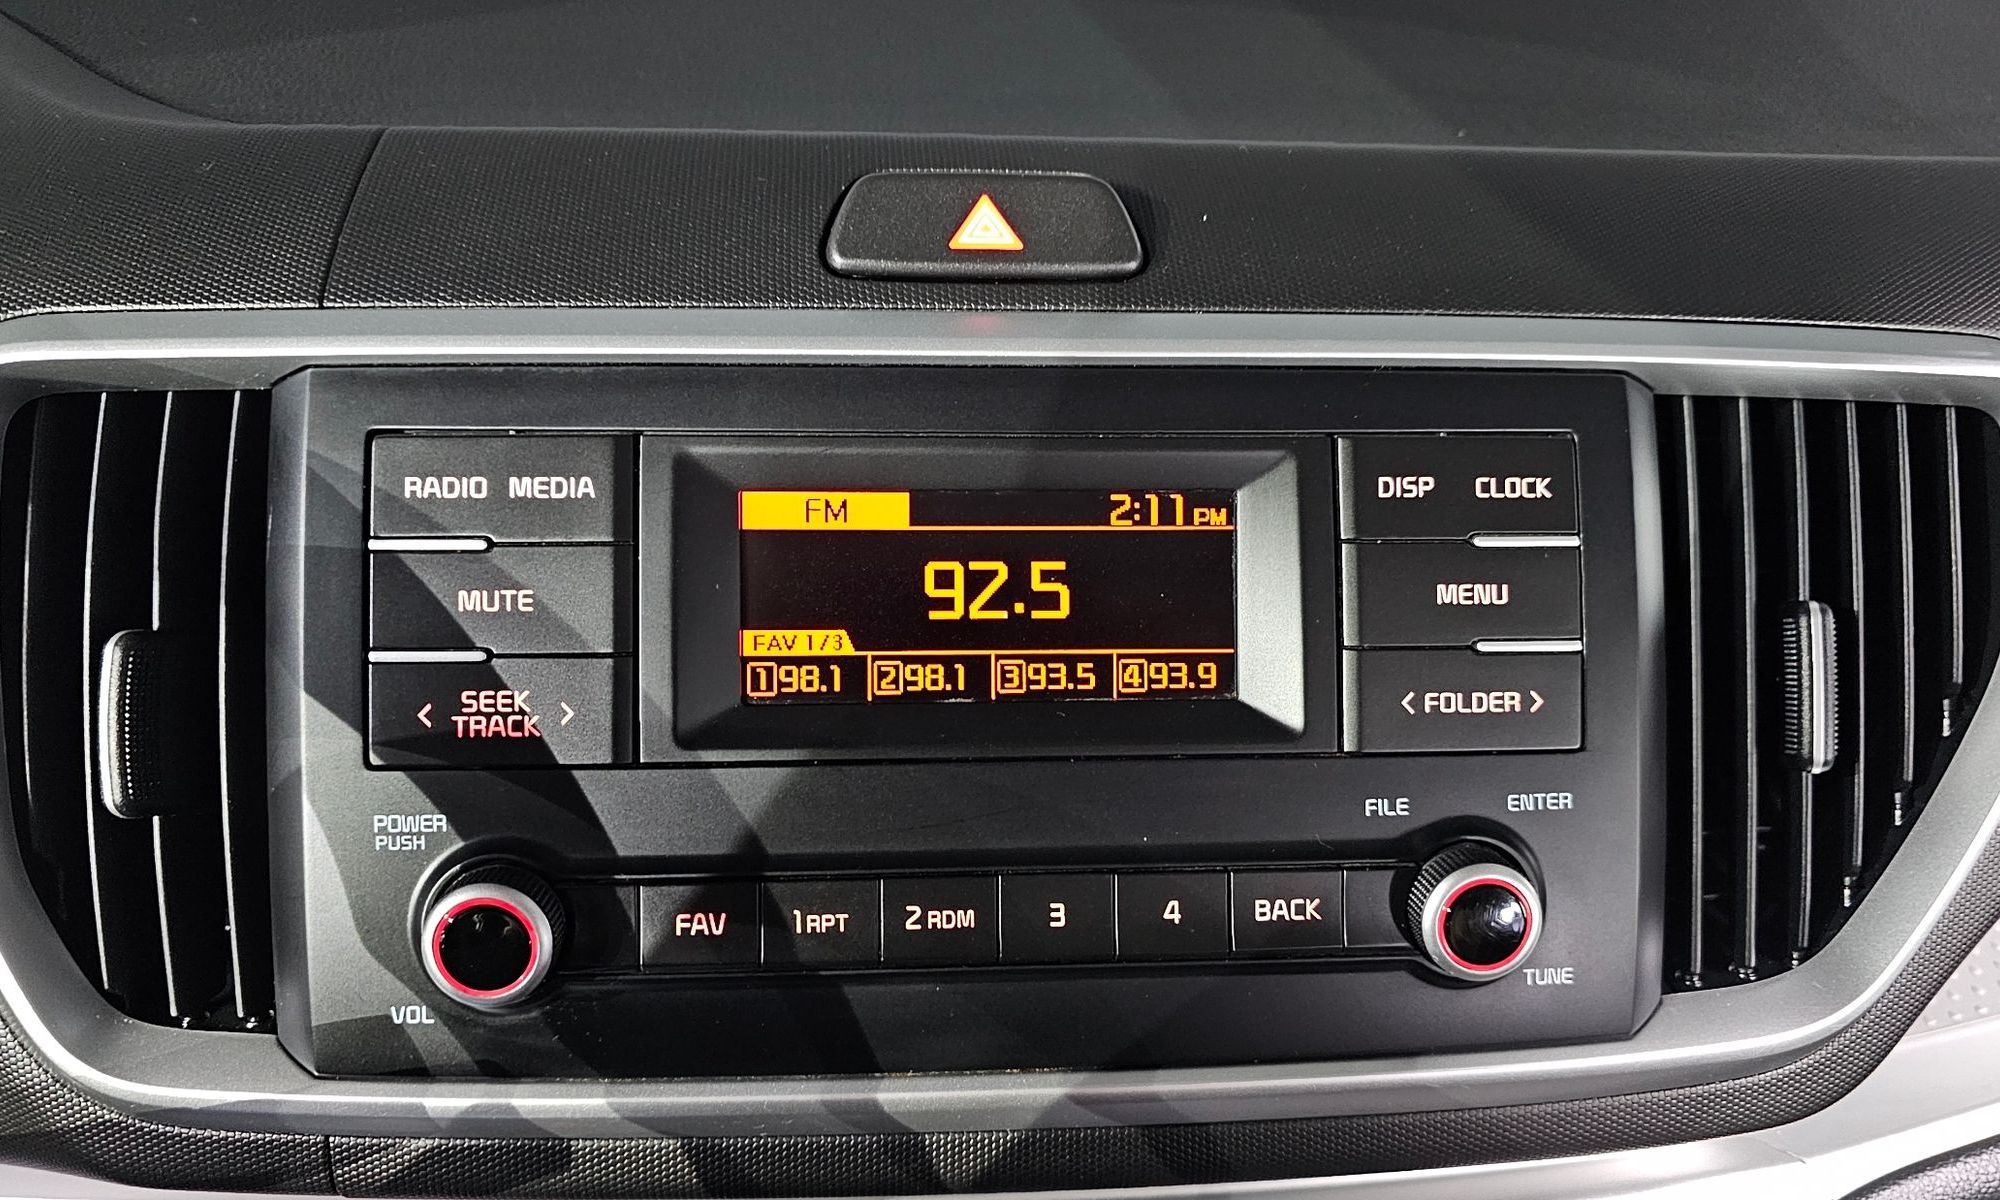 RADIO MEDIA
MUTE
< SEEK TRACK >
FM 2:11 PM
92.5
FAV 1/3
1 98.1 2 98.1 3 93.5 4 93.9
DISP CLOCK
MENU
< FOLDER >
POWER
PUSH
VOL
FAV 1 RPT 2 RDM 3 4 BACK
FILE
ENTER
TUNE